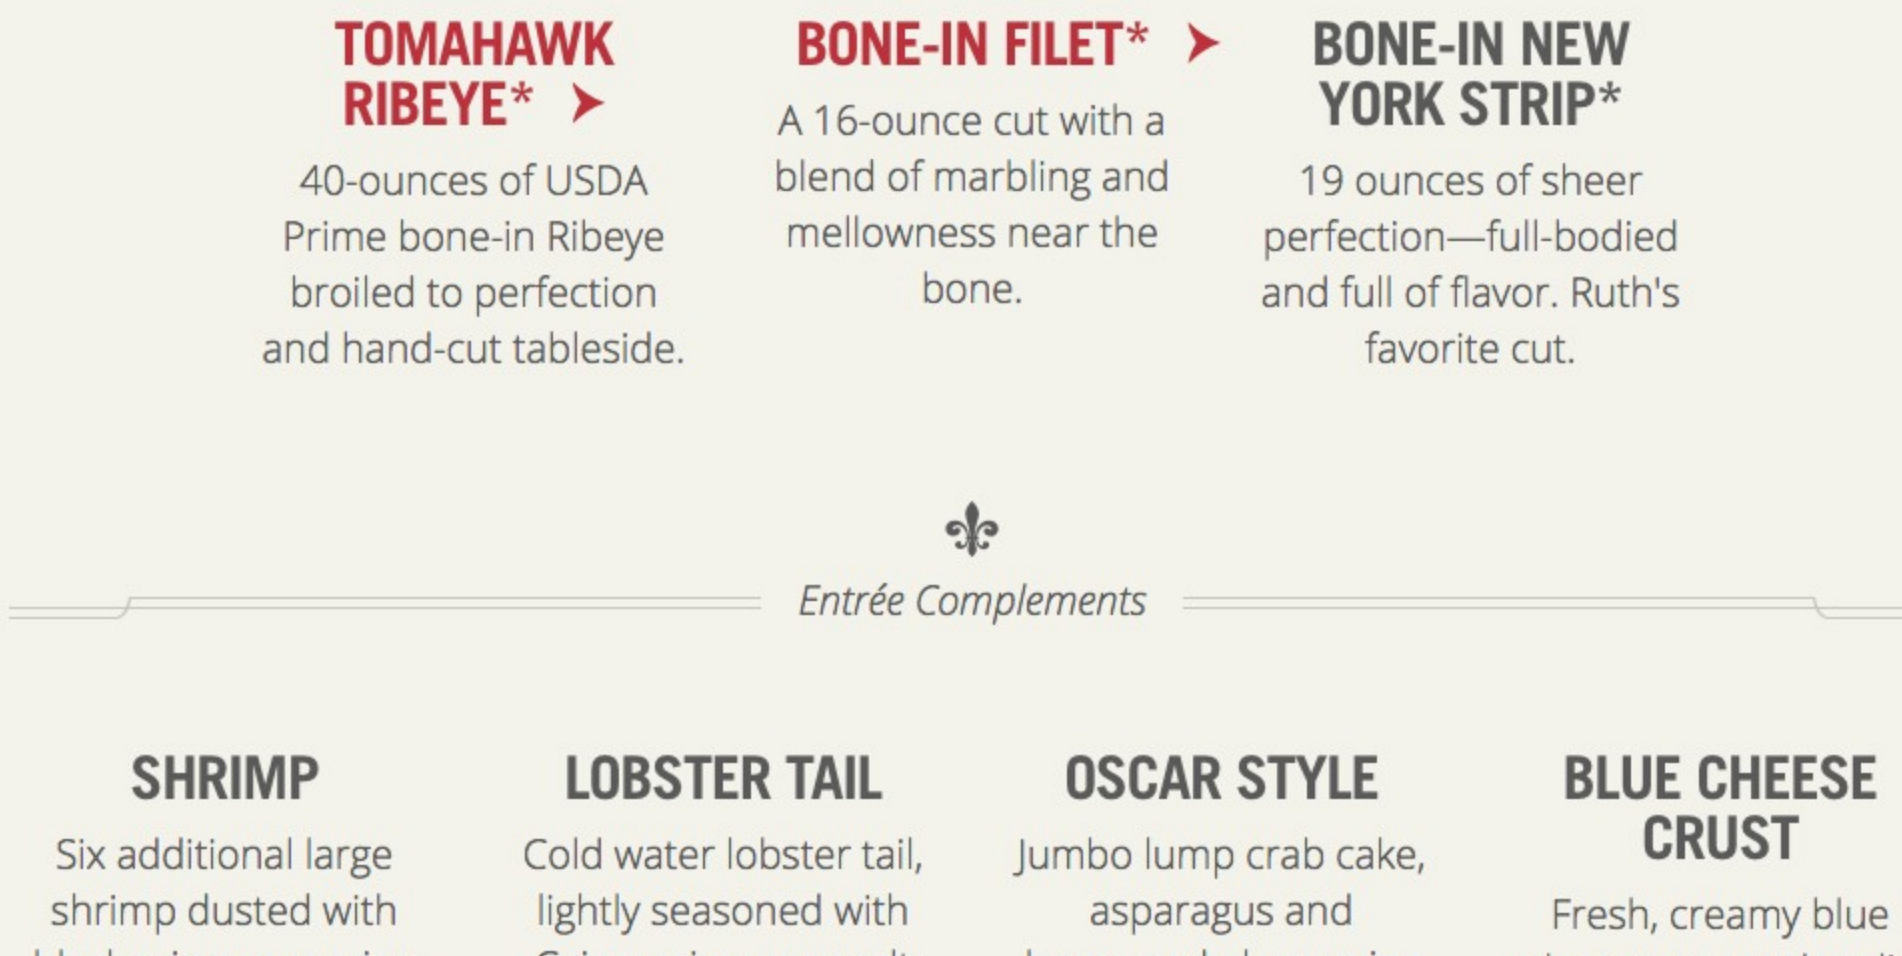 TOMAHAWK
RIBEYE* ➤
40-ounces of USDA
Prime bone-in Ribeye
broiled to perfection
and hand-cut tableside.
BONE-IN FILET* ➤
A 16-ounce cut with a
blend of marbling and
mellowness near the
bone.
BONE-IN NEW
YORK STRIP*
19 ounces of sheer
perfection—full-bodied
and full of flavor. Ruth's
favorite cut.
Entrée Complements
SHRIMP
Six additional large
shrimp dusted with
LOBSTER TAIL
Cold water lobster tail,
lightly seasoned with
OSCAR STYLE
Jumbo lump crab cake,
asparagus and
BLUE CHEESE
CRUST
Fresh, creamy blue